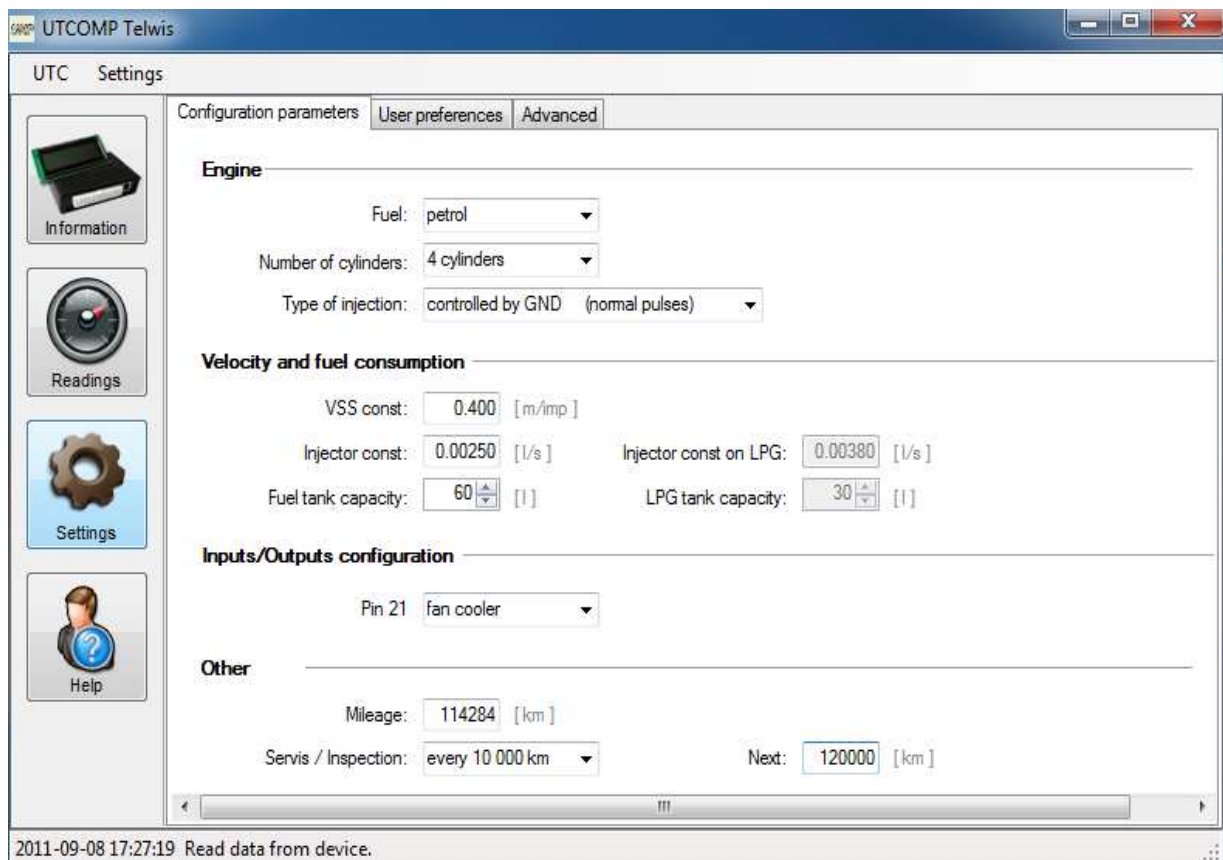 UTCOMP Telwis
UTC Settings
Configuration parameters User preferences Advanced
Information
Readings
Settings
Help
Engine
Fuel: petrol
Number of cylinders: 4 cylinders
Type of injection: controlled by GND (normal pulses)
Velocity and fuel consumption
VSS const: 0.400 [ m/imp ]
Injector const: 0.00250 [ l/s ] Injector const on LPG: 0.00380 [ l/s ]
Fuel tank capacity: 60 [ l ] LPG tank capacity: 30 [ l ]
Inputs/Outputs configuration
Pin 21 fan cooler
Other
Mileage: 114284 [ km ]
Servis / Inspection: every 10 000 km Next: 120000 [ km ]
2011-09-08 17:27:19 Read data from device.